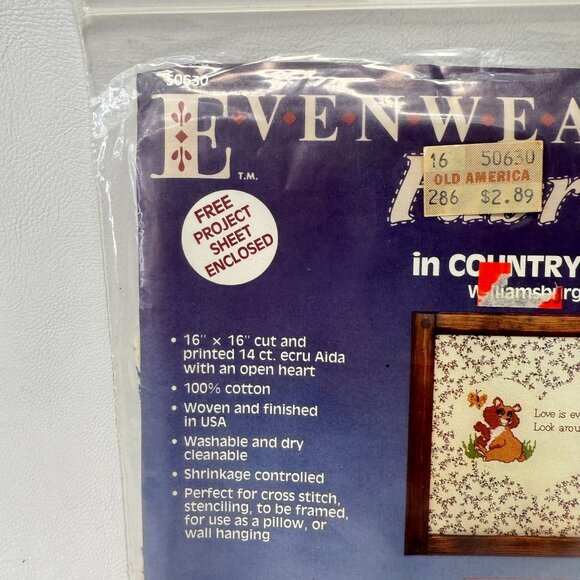 50630
EVENWEA
T.M.
16 50630
OLD AMERICA
286 $2.89
FREE
PROJECT
SHEET
ENCLOSED
in COUNTRY
Williamsburg
• 16" × 16" cut and
printed 14 ct. ecru Aida
with an open heart
• 100% cotton
• Woven and finished
in USA
• Washable and dry
cleanable
• Shrinkage controlled
• Perfect for cross stitch,
stenciling, to be framed,
for use as a pillow, or
wall hanging
Love is ev
Look arou